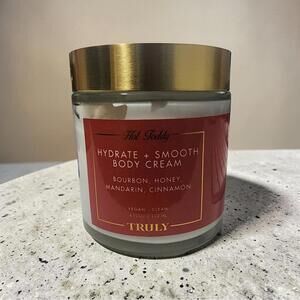 Hot Toddy
HYDRATE + SMOOTH
BODY CREAM
BOURBON, HONEY,
MANDARIN, CINNAMON
VEGAN · CLEAN
TRULY